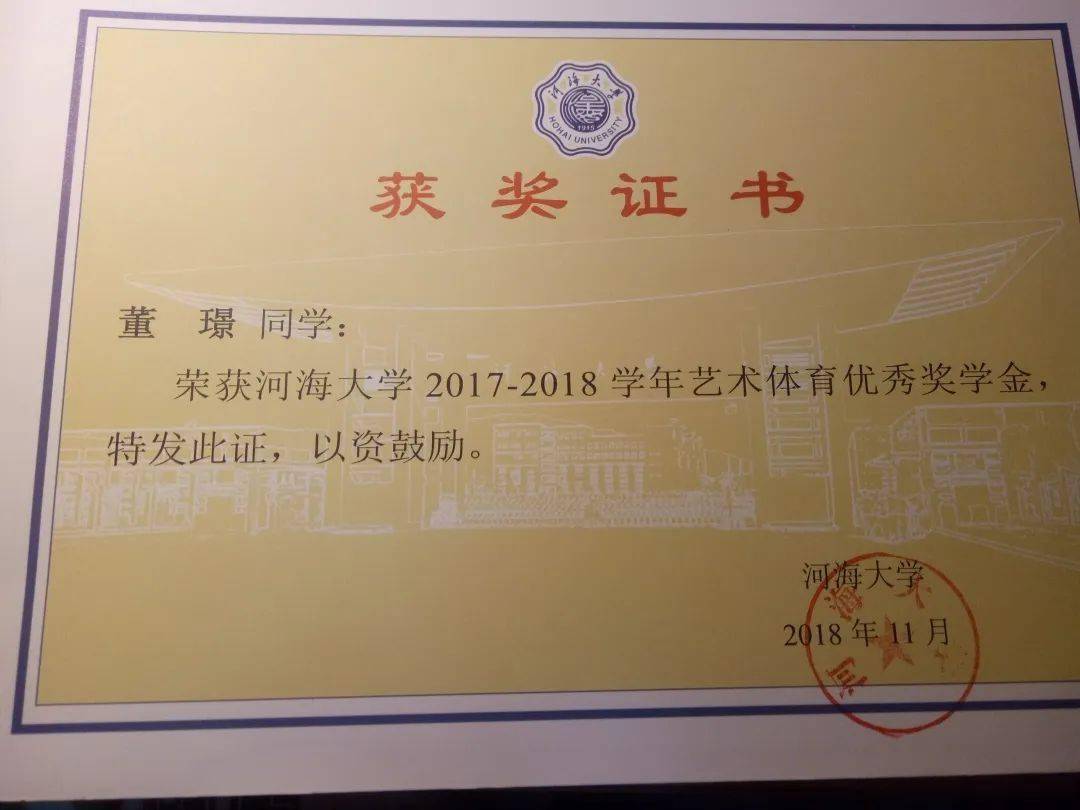 河海大学
1915
HOHAI UNIVERSITY
获奖证书
董 璟 同学：
荣获河海大学2017-2018学年艺术体育优秀奖学金，
特发此证，以资鼓励。
河海大学
2018年11月
河海大